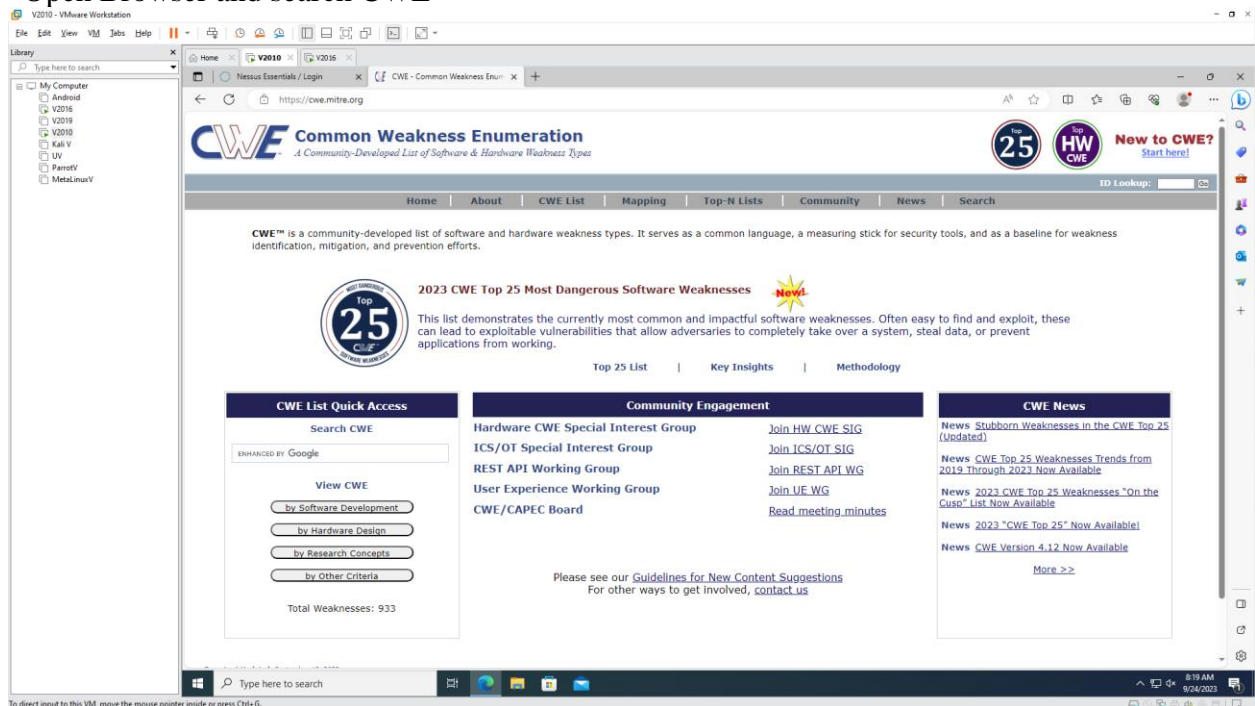 Open Browser and search CWE
V2010 - VMware Workstation
File Edit View VM Tabs Help
Library
Type here to search
My Computer
Android
V2016
V2019
V2010
Kali V
UV
ParrotV
MetaLinuxV
Home V2010 V2016
Nessus Essentials / Login CWE - Common Weakness Enum
https://cwe.mitre.org
CWE Common Weakness Enumeration
A Community-Developed List of Software & Hardware Weakness Types
Top 25
Top HW CWE
New to CWE?
Start here!
ID Lookup: Go
Home | About | CWE List | Mapping | Top-N Lists | Community | News | Search
CWE™ is a community-developed list of software and hardware weakness types. It serves as a common language, a measuring stick for security tools, and as a baseline for weakness
identification, mitigation, and prevention efforts.
MOST DANGEROUS
Top
25
CWE
SOFTWARE WEAKNESSES
2023 CWE Top 25 Most Dangerous Software Weaknesses New!
This list demonstrates the currently most common and impactful software weaknesses. Often easy to find and exploit, these
can lead to exploitable vulnerabilities that allow adversaries to completely take over a system, steal data, or prevent
applications from working.
Top 25 List | Key Insights | Methodology
CWE List Quick Access
Search CWE
ENHANCED BY Google
View CWE
by Software Development
by Hardware Design
by Research Concepts
by Other Criteria
Total Weaknesses: 933
Community Engagement
Hardware CWE Special Interest Group Join HW CWE SIG
ICS/OT Special Interest Group Join ICS/OT SIG
REST API Working Group Join REST API WG
User Experience Working Group Join UE WG
CWE/CAPEC Board Read meeting minutes
Please see our Guidelines for New Content Suggestions
For other ways to get involved, contact us
CWE News
News Stubborn Weaknesses in the CWE Top 25
(Updated)
News CWE Top 25 Weaknesses Trends from
2019 Through 2023 Now Available
News 2023 CWE Top 25 Weaknesses "On the
Cusp" List Now Available
News 2023 "CWE Top 25" Now Available!
News CWE Version 4.12 Now Available
More >>
Type here to search
8:19 AM
9/24/2023
To direct input to this VM, move the mouse pointer inside or press Ctrl+G.